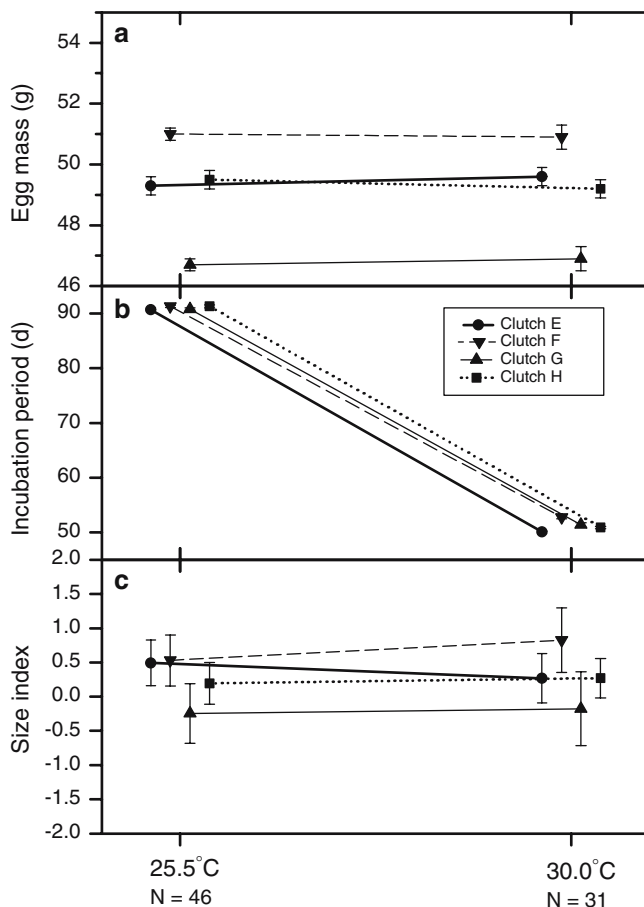 a
Egg mass (g)
54
52
50
48
46
b
Incubation period (d)
90
80
70
60
50
Clutch E
Clutch F
Clutch G
Clutch H
c
Size index
2.0
1.5
1.0
0.5
0.0
-0.5
-1.0
-1.5
-2.0
25.5°C
30.0°C
N = 46
N = 31